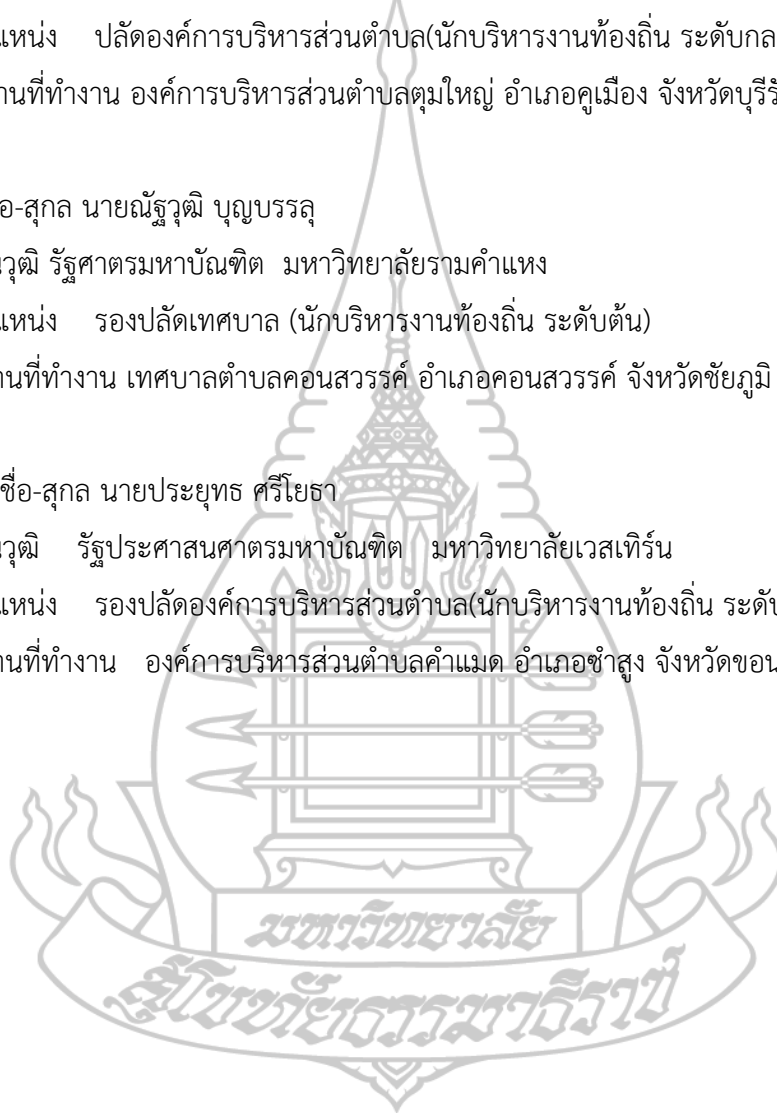 แหน่ง ปลัดองค์การบริหารส่วนตำบล(นักบริหารงานท้องถิ่น ระดับกล
านที่ทำงาน องค์การบริหารส่วนตำบลตุมใหญ่ อำเภอคูเมือง จังหวัดบุรีรั
อ-สุกล นายณัฐวุฒิ บุญบรรลุ
วุฒิ รัฐศาตรมหาบัณฑิต มหาวิทยาลัยรามคำแหง
แหน่ง รองปลัดเทศบาล (นักบริหารงานท้องถิ่น ระดับต้น)
านที่ทำงาน เทศบาลตำบลคอนสวรรค์ อำเภอคอนสวรรค์ จังหวัดชัยภูมิ
ชื่อ-สุกล นายประยุทธ ศรีโยธา
วุฒิ รัฐประศาสนศาตรมหาบัณฑิต มหาวิทยาลัยเวสเทิร์น
แหน่ง รองปลัดองค์การบริหารส่วนตำบล(นักบริหารงานท้องถิ่น ระดับ
านที่ทำงาน องค์การบริหารส่วนตำบลคำแมด อำเภอซำสูง จังหวัดขอน
มหาวิทยาลัย
สุโขทัยธรรมาธิราช